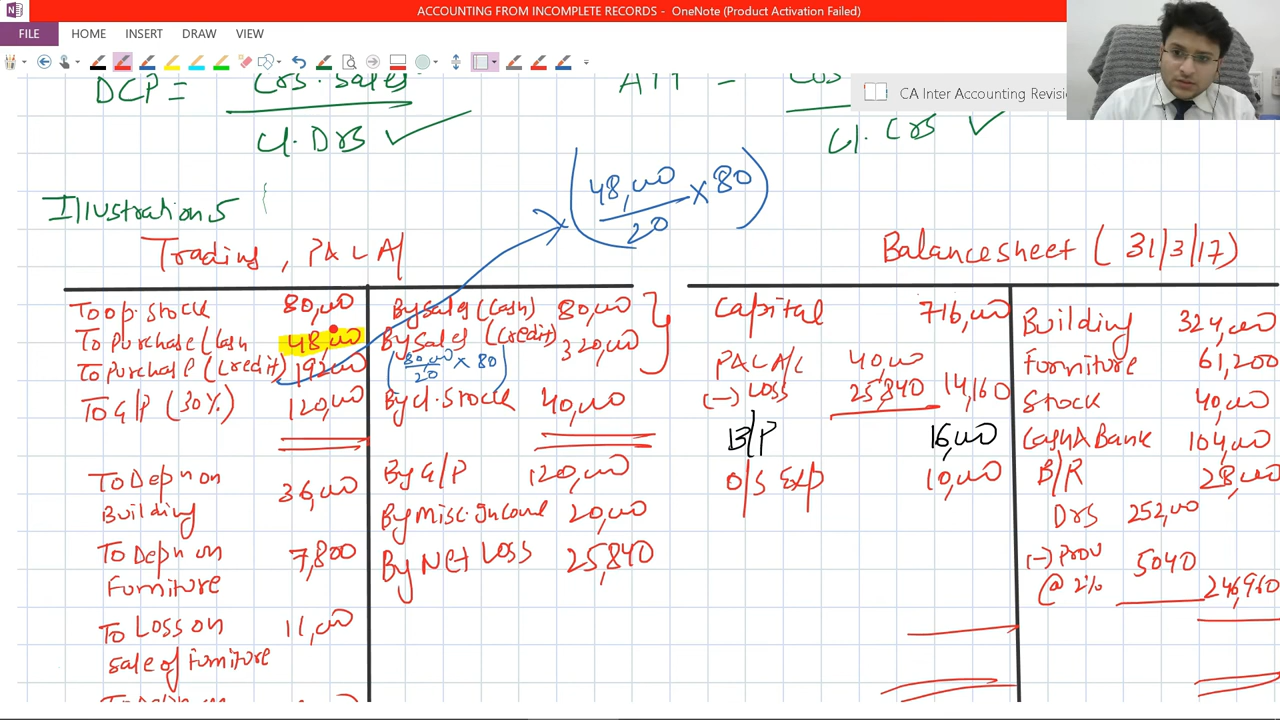 ACCOUNTING FROM INCOMPLETE RECORDS - OneNote (Product Activation Failed)
FILE HOME INSERT DRAW VIEW
CA Inter Accounting Revisi
DCP = Crs. Sales
Cl. Drs
ATT = Cos
Cl. Crs
Illustration 5
(48,000 / 20 × 80)
Trading, P&L A/
Balancesheet (31/3/17)
To op. Stock 80,000
To Purchase (Cash 48,000
To Purchase (Credit) 192,000
To G/P (30%) 120,000
To Depn on Building 36,000
To Depn on Furniture 7,800
To Loss on Sale of Furniture 11,000
By Sales (Cash) 80,000
By Sales (Credit) 320,000
(80,000 / 20 × 80)
By Cl. Stock 40,000
By G/P 120,000
By Misc. Income 20,000
By Net Loss 25,840
Capital 716,000
P&L A/C 40,000
(-) Loss 25,840 14,160
B/P 16,000
O/S Exp 10,000
Building 324,000
Furniture 61,200
Stock 40,000
Cash & Bank 104,000
B/R 28,000
Drs 252,000
(-) Prov @ 2% 5040
246,960